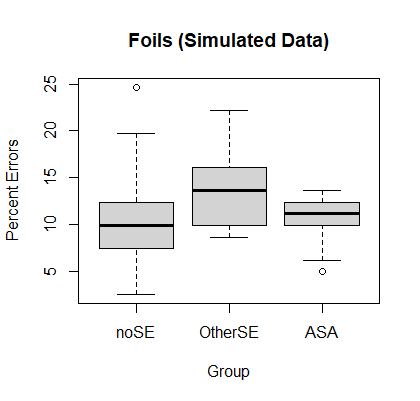 Foils (Simulated Data)
Percent Errors
25
20
15
10
5
noSE OtherSE ASA
Group